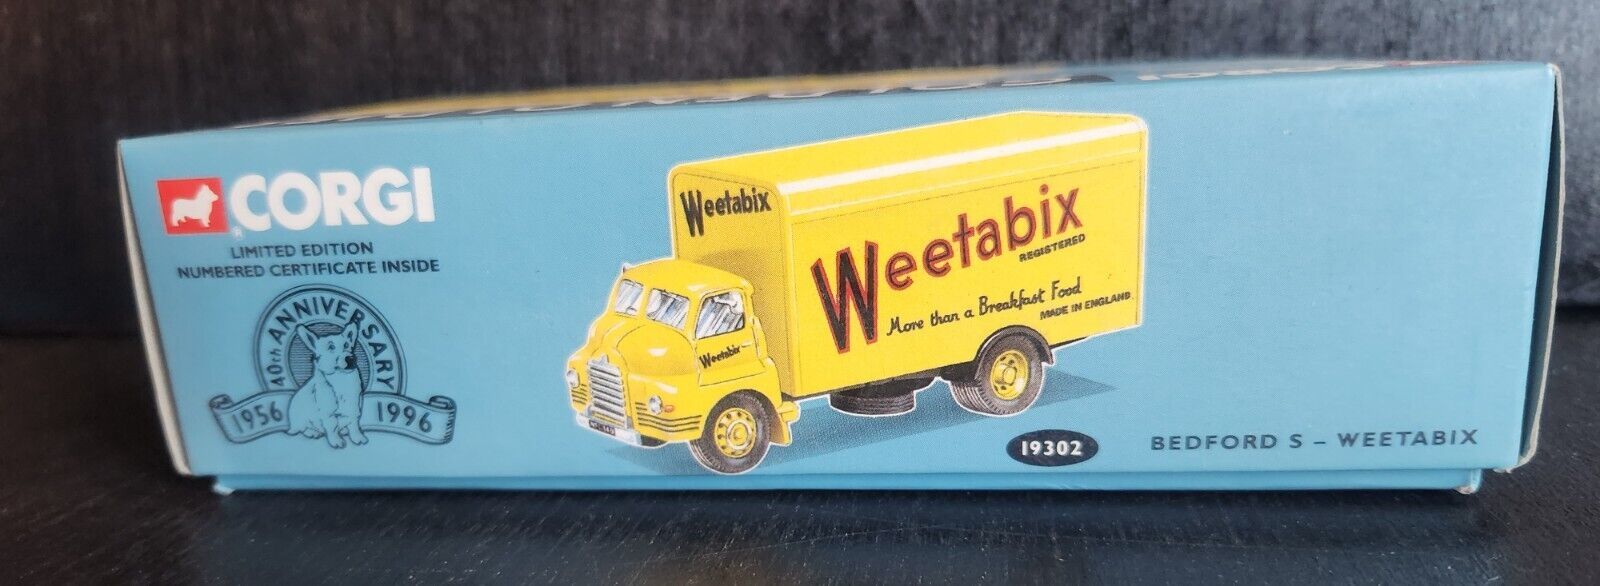 CORGI
LIMITED EDITION
NUMBERED CERTIFICATE INSIDE
40th ANNIVERSARY
1956 1996
Weetabix
Weetabix
REGISTERED
More than a Breakfast Food
MADE IN ENGLAND
Weetabix
19302
BEDFORD S – WEETABIX